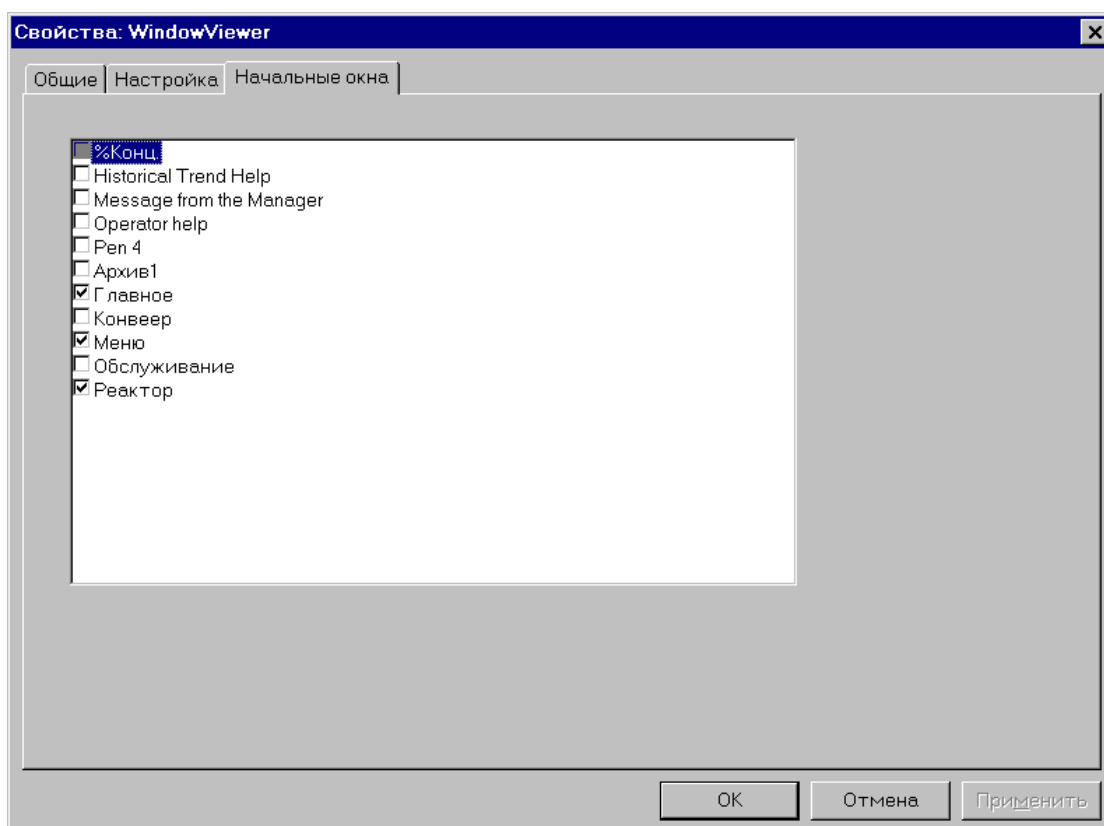 Свойства: WindowViewer
Общие Настройка Начальные окна
%Конц.
Historical Trend Help
Message from the Manager
Operator help
Pen 4
Архив1
Главное
Конвеер
Меню
Обслуживание
Реактор
OK Отмена Применить